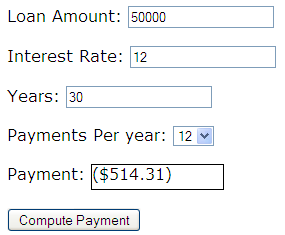 Loan Amount: 50000
Interest Rate: 12
Years: 30
Payments Per year: 12
Payment: ($514.31)
Compute Payment